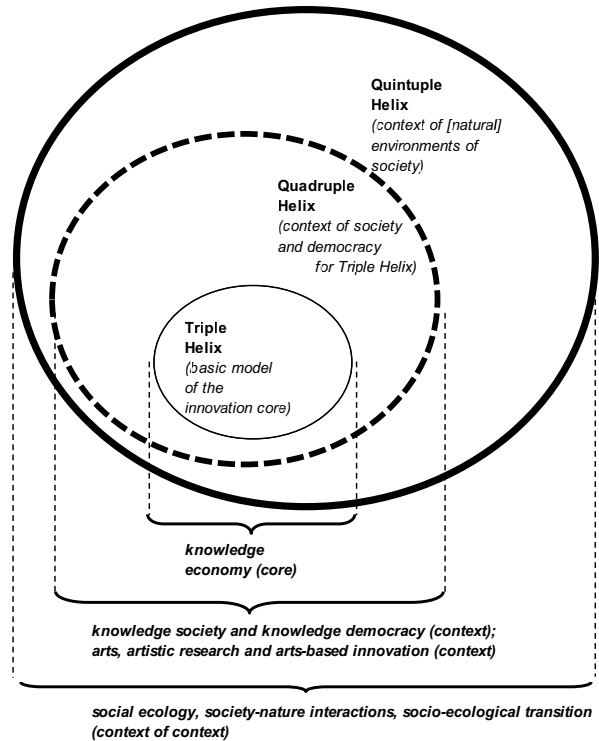 Quintuple
Helix
(context of [natural]
environments of
society)
Quadruple
Helix
(context of society
and democracy
for Triple Helix)
Triple
Helix
(basic model
of the
innovation core)
knowledge
economy (core)
knowledge society and knowledge democracy (context);
arts, artistic research and arts-based innovation (context)
social ecology, society-nature interactions, socio-ecological transition
(context of context)